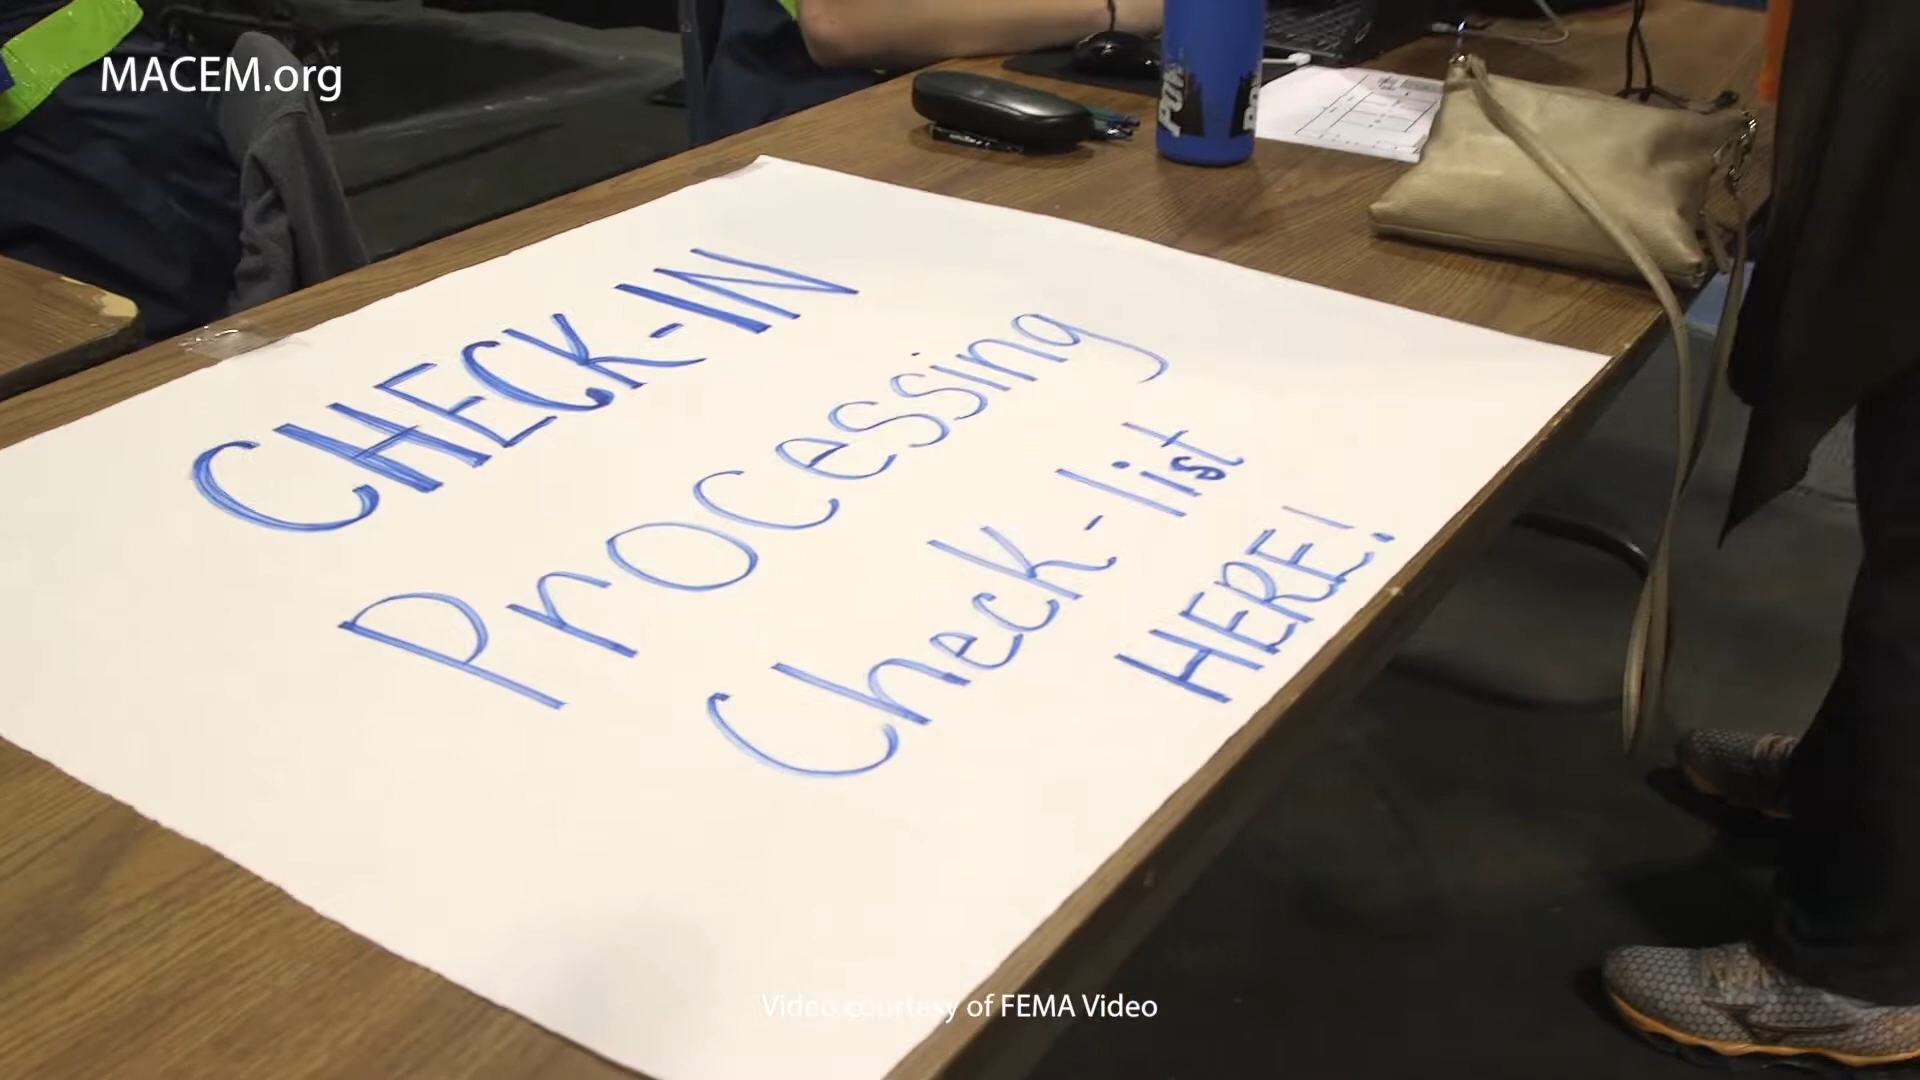 MACEM.org
CHECK-IN
Processing
Check-list
HERE!
Video courtesy of FEMA Video